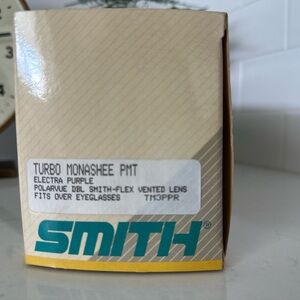 TURBO MONASHEE PMT
ELECTRA PURPLE
POLARVUE DBL SMITH-FLEX VENTED LENS
FITS OVER EYEGLASSES TM3PPR
SMITH®